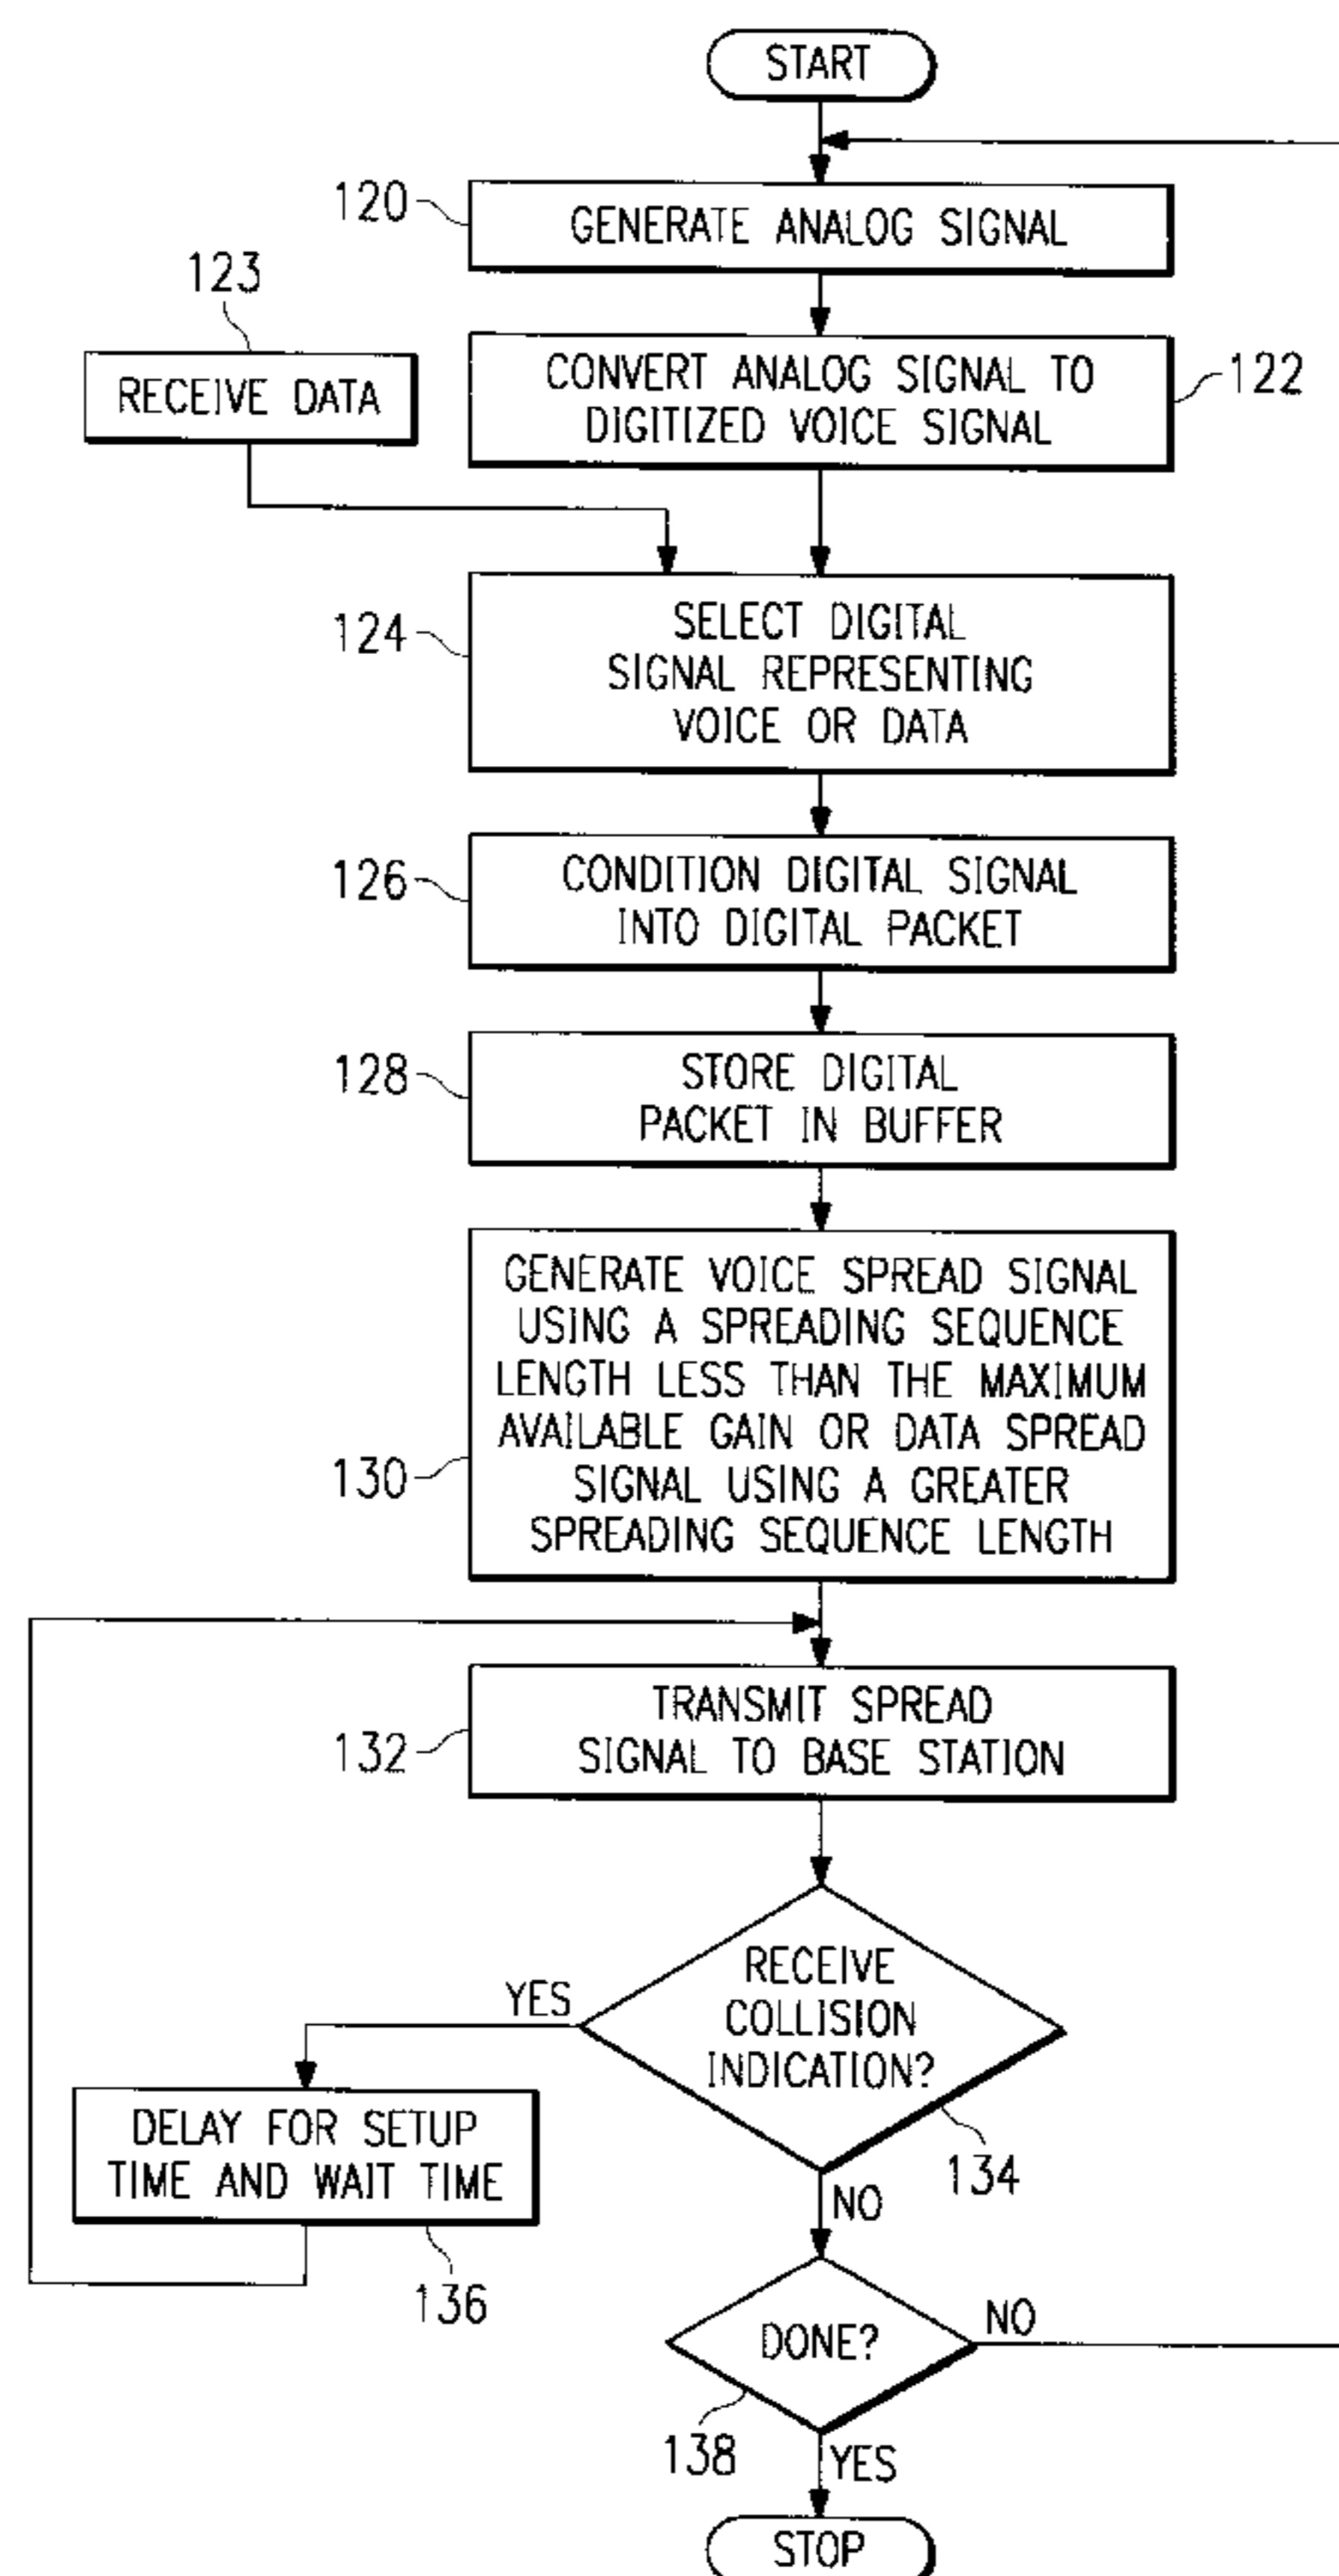 START
120
GENERATE ANALOG SIGNAL
123
RECEIVE DATA
CONVERT ANALOG SIGNAL TO
DIGITIZED VOICE SIGNAL
122
124
SELECT DIGITAL
SIGNAL REPRESENTING
VOICE OR DATA
126
CONDITION DIGITAL SIGNAL
INTO DIGITAL PACKET
128
STORE DIGITAL
PACKET IN BUFFER
130
GENERATE VOICE SPREAD SIGNAL
USING A SPREADING SEQUENCE
LENGTH LESS THAN THE MAXIMUM
AVAILABLE GAIN OR DATA SPREAD
SIGNAL USING A GREATER
SPREADING SEQUENCE LENGTH
132
TRANSMIT SPREAD
SIGNAL TO BASE STATION
RECEIVE
COLLISION
INDICATION?
134
YES
DELAY FOR SETUP
TIME AND WAIT TIME
136
NO
DONE?
138
NO
YES
STOP